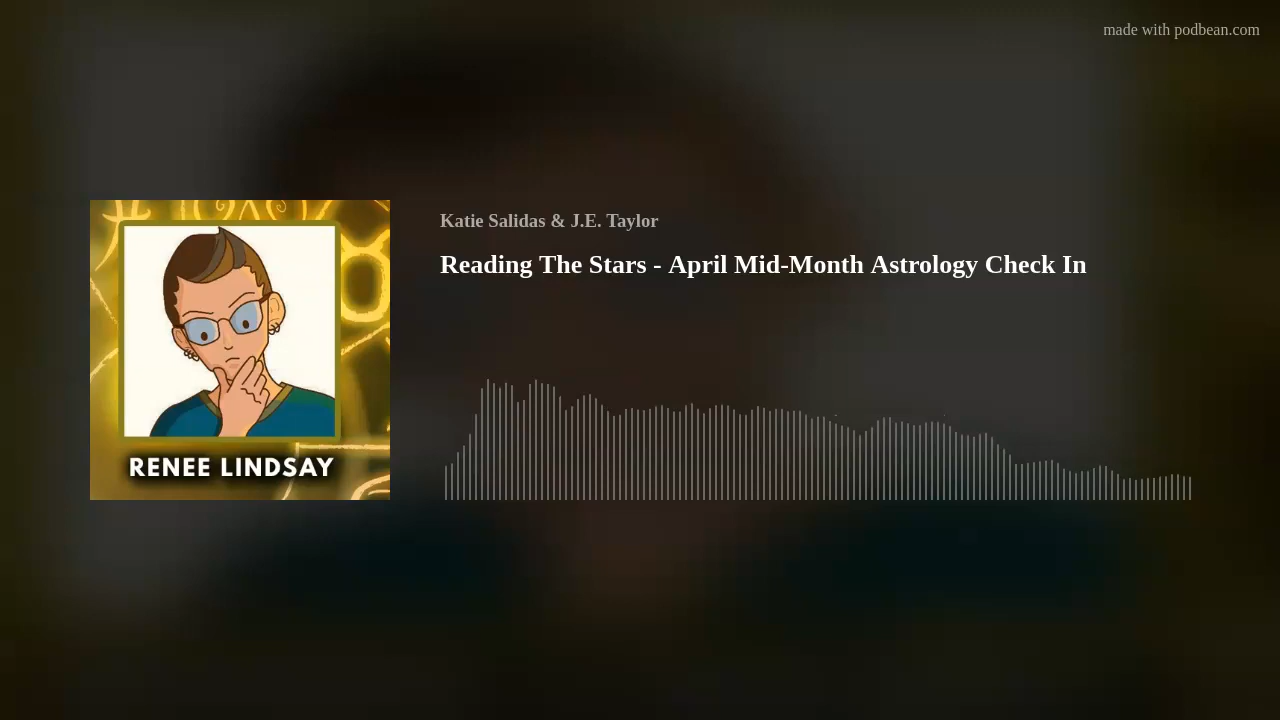 made with podbean.com
Katie Salidas & J.E. Taylor
Reading The Stars - April Mid-Month Astrology Check In
RENEE LINDSAY